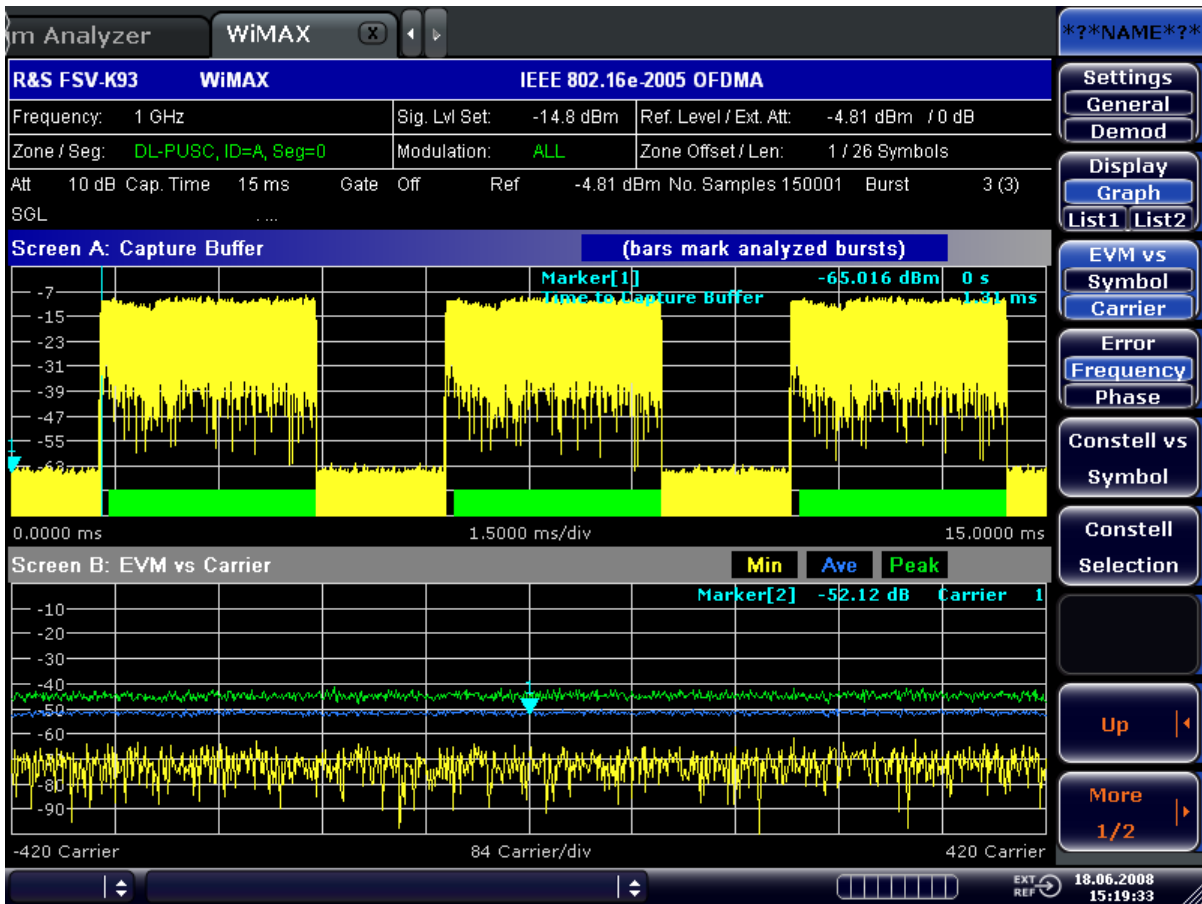 m Analyzer
WiMAX
X
*?*NAME*?*
R&S FSV-K93 WiMAX IEEE 802.16e-2005 OFDMA
Frequency: 1 GHz Sig. Lvl Set: -14.8 dBm Ref. Level / Ext. Att: -4.81 dBm / 0 dB
Zone / Seg: DL-PUSC, ID=A, Seg=0 Modulation: ALL Zone Offset / Len: 1 / 26 Symbols
Att 10 dB Cap. Time 15 ms Gate Off Ref -4.81 dBm No. Samples 150001 Burst 3 (3)
SGL . ...
Screen A: Capture Buffer (bars mark analyzed bursts)
Marker[1] -65.016 dBm 0 s
Time to Capture Buffer 1.31 ms
-7
-15
-23
-31
-39
-47
-55
-63
1
0.0000 ms 1.5000 ms/div 15.0000 ms
Screen B: EVM vs Carrier Min Ave Peak
Marker[2] -52.12 dB Carrier 1
-10
-20
-30
-40
-50
-60
-70
-80
-90
-420 Carrier 84 Carrier/div 420 Carrier
Settings
General
Demod
Display
Graph
List1 List2
EVM vs
Symbol
Carrier
Error
Frequency
Phase
Constell vs
Symbol
Constell
Selection
Up
More
1/2
EXT
REF
18.06.2008
15:19:33